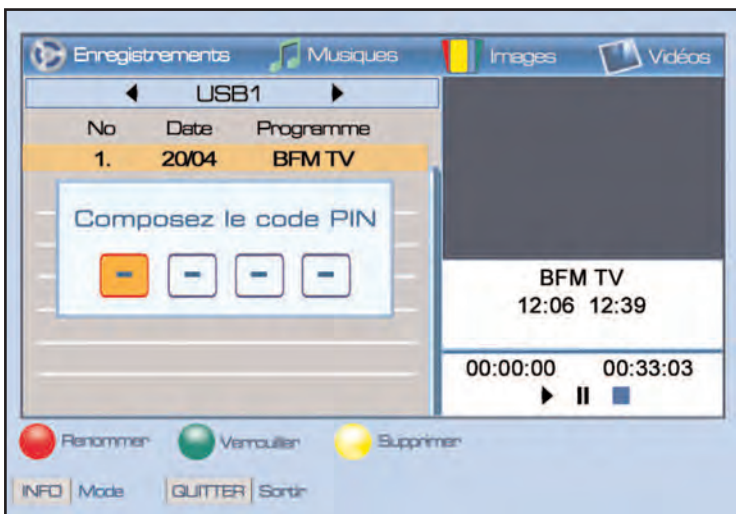 Enregistrements Musiques Images Vidéos
USB1
No Date Programme
1. 20/04 BFM TV
Composez le code PIN
- - - -
BFM TV
12:06 12:39
00:00:00 00:33:03
Renommer Verrouiller Supprimer
INFO Mode QUITTER Sortir